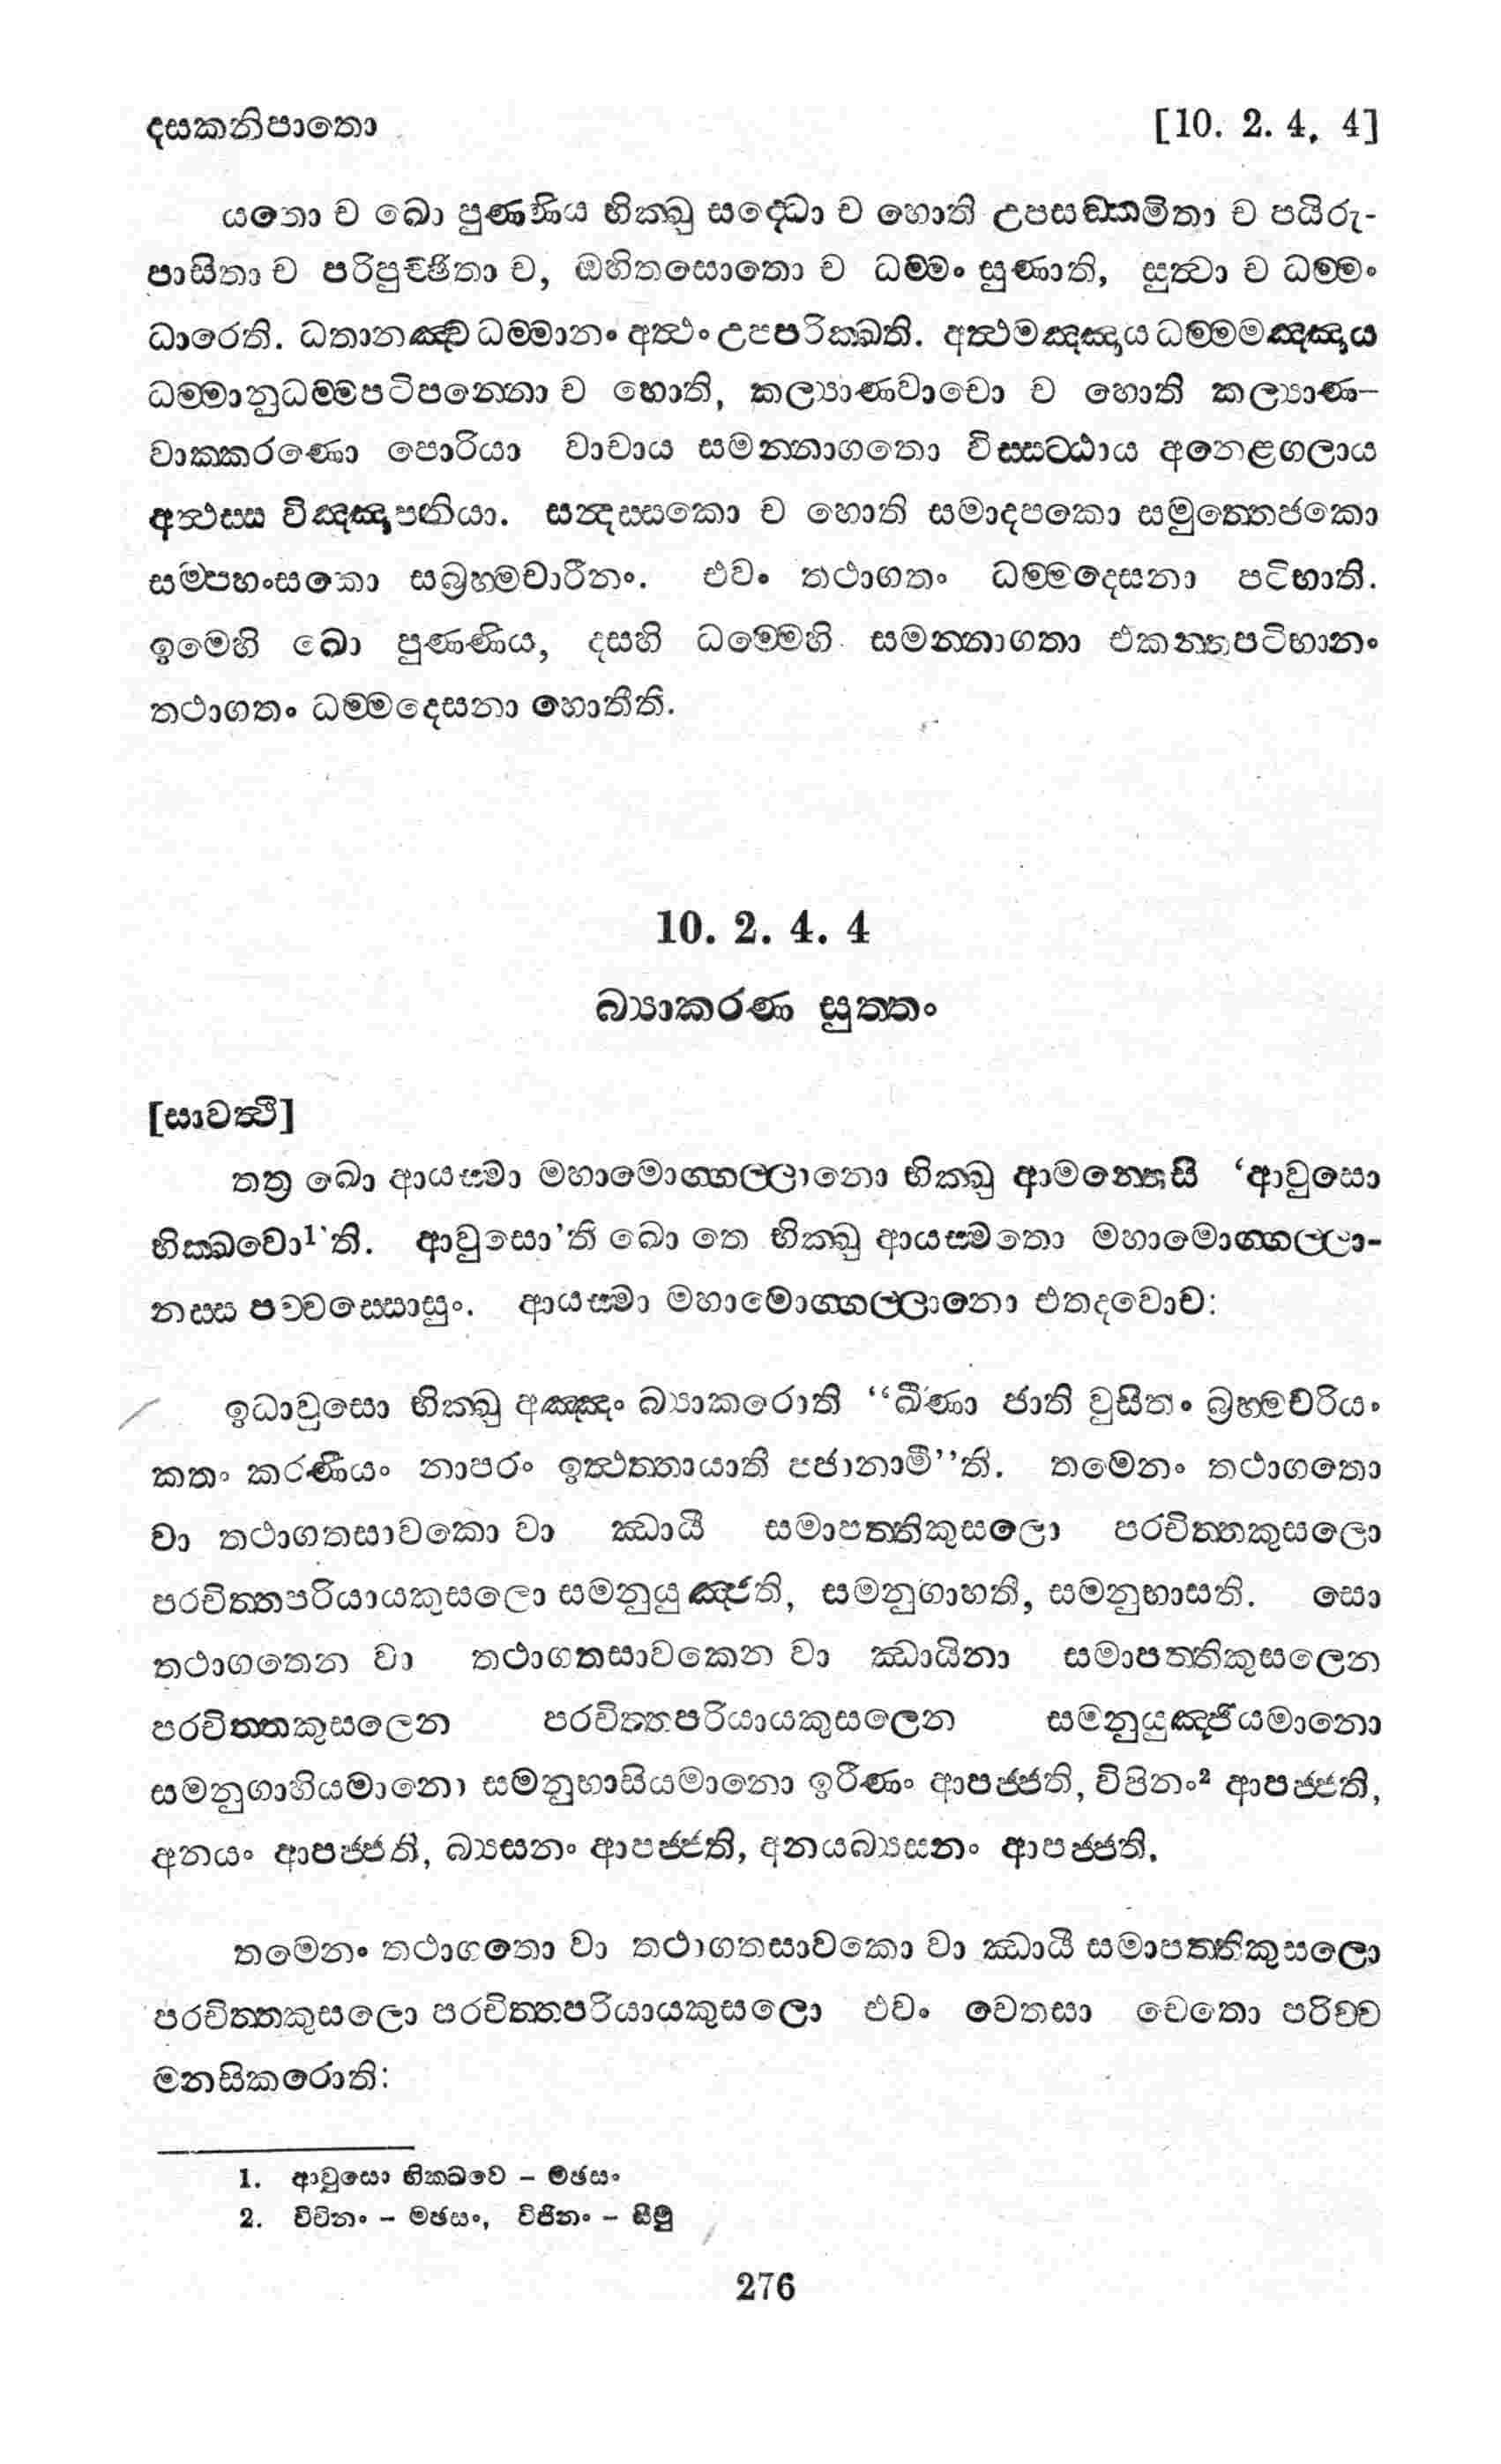 දසකනිපාතො [10. 2. 4. 4]
යතො ච ඛො පුණ්ණිය භික්ඛු සද්ධො ච හොති උපසඞ්කමිතා ච පයිරු-
පාසිතා ච පරිපුච්ඡිතා ච, ඔහිතසොතො ච ධම්මං සුණාති, සුත්වා ච ධම්මං
ධාරෙති. ධතානඤ්ච ධම්මානං අත්ථං උපපරික්ඛති. අත්ථමඤ්ඤාය ධම්මමඤ්ඤාය
ධම්මානුධම්මපටිපන්නො ච හොති, කල්‍යාණවාචො ච හොති කල්‍යාණ-
වාක්කරණො පොරියා වාචාය සමන්නාගතො විස්සට්ඨාය අනෙළගලාය
අත්ථස්ස විඤ්ඤාපනියා. සන්දස්සකො ච හොති සමාදපකො සමුත්තෙජකො
සම්පහංසකො සබ්‍රහ්මචාරීනං. එවං තථාගතං ධම්මදෙසනා පටිභාති.
ඉමෙහි ඛො පුණ්ණිය, දසහි ධම්මෙහි සමන්නාගතා එකන්තපටිභානං
තථාගතං ධම්මදෙසනා හොතීති.
10. 2. 4. 4
බ්‍යාකරණ සුත්තං
[සාවත්ථි]
තත්‍ර ඛො ආයස්මා මහාමොග්ගල්ලානො භික්ඛු ආමන්තෙසි ‘ආවුසො
භික්ඛවො1’ති. ආවුසො’ති ඛො තෙ භික්ඛු ආයස්මතො මහාමොග්ගල්ලා-
නස්ස පච්චස්සොසුං. ආයස්මා මහාමොග්ගල්ලානො එතදවොච:
ඉධාවුසො භික්ඛු අඤ්ඤං බ්‍යාකරොති “ඛීණා ජාති වුසිතං බ්‍රහ්මචරියං
කතං කරණීයං නාපරං ඉත්ථත්තායාති පජානාමී”ති. තමෙනං තථාගතො
වා තථාගතසාවකො වා ඣායී සමාපත්තිකුසලො පරචිත්තකුසලො
පරචිත්තපරියායකුසලො සමනුයුඤ්ජති, සමනුගාහති, සමනුභාසති. සො
තථාගතෙන වා තථාගතසාවකෙන වා ඣායිනා සමාපත්තිකුසලෙන
පරචිත්තකුසලෙන පරචිත්තපරියායකුසලෙන සමනුයුඤ්ජියමානො
සමනුගාහියමානො සමනුභාසියමානො ඉරීණං ආපජ්ජති, විපිනං2 ආපජ්ජති,
අනයං ආපජ්ජති, බ්‍යසනං ආපජ්ජති, අනයබ්‍යසනං ආපජ්ජති.
තමෙනං තථාගතො වා තථාගතසාවකො වා ඣායී සමාපත්තිකුසලො
පරචිත්තකුසලො පරචිත්තපරියායකුසලො එවං චෙතසා චෙතො පරිච්ච
මනසිකරොති:
1. ආවුසො භික්ඛවෙ – මඡසං
2. විවිනං – මඡසං, විජිනං – සීමු
276